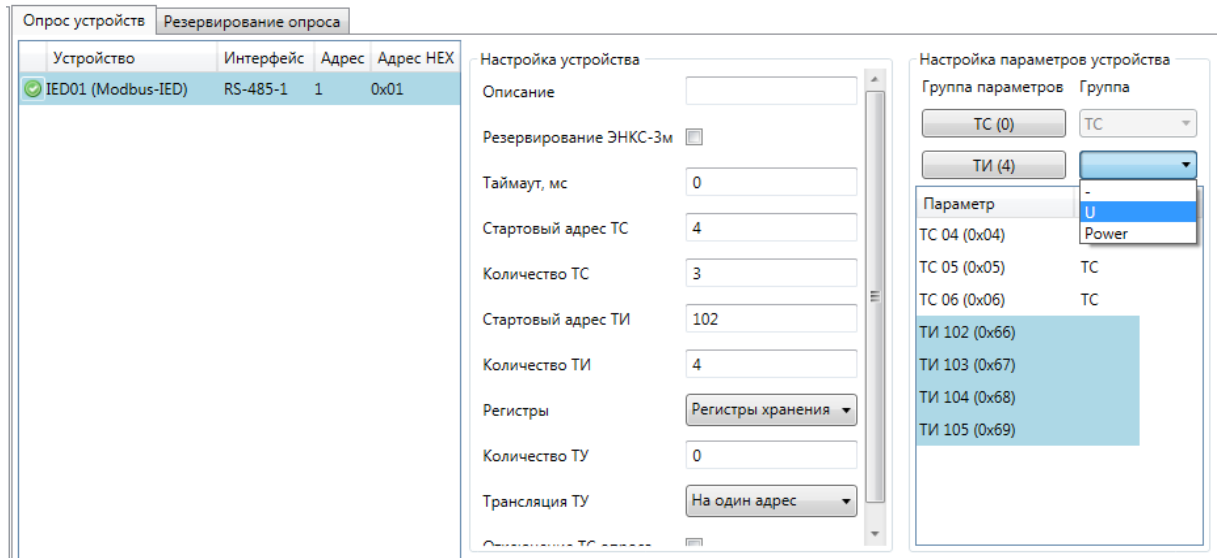 Опрос устройств Резервирование опроса
Устройство Интерфейс Адрес Адрес HEX
IED01 (Modbus-IED) RS-485-1 1 0x01
Настройка устройства
Описание
Резервирование ЭНКС-3м
Таймаут, мс 0
Стартовый адрес ТС 4
Количество ТС 3
Стартовый адрес ТИ 102
Количество ТИ 4
Регистры Регистры хранения
Количество ТУ 0
Трансляция ТУ На один адрес
Настройка параметров устройства
Группа параметров Группа
ТС (0) ТС
ТИ (4)
-
U
Power
Параметр
ТС 04 (0x04)
ТС 05 (0x05) ТС
ТС 06 (0x06) ТС
ТИ 102 (0x66)
ТИ 103 (0x67)
ТИ 104 (0x68)
ТИ 105 (0x69)